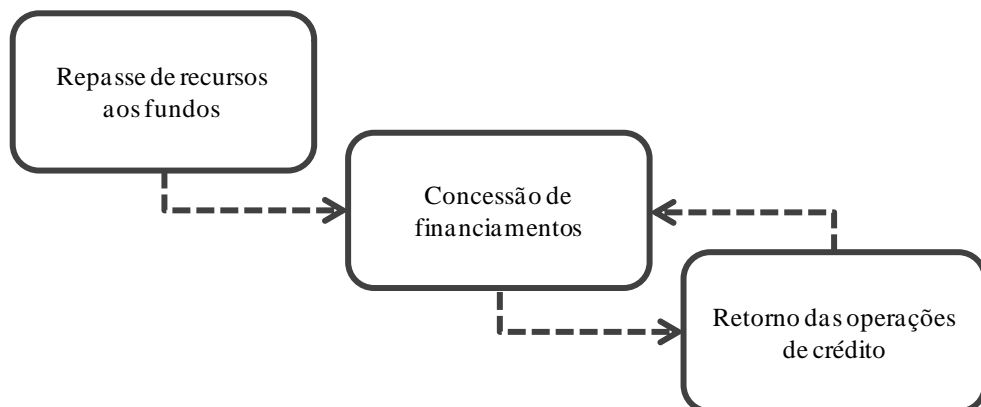 Repasse de recursos
aos fundos
Concessão de
financiamentos
Retorno das operações
de crédito